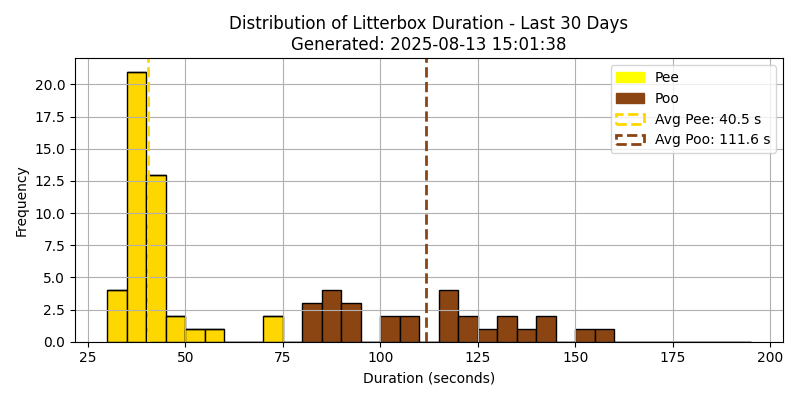 Distribution of Litterbox Duration - Last 30 Days
Generated: 2025-08-13 15:01:38
Pee
Poo
Avg Pee: 40.5 s
Avg Poo: 111.6 s
Frequency
20.0
17.5
15.0
12.5
10.0
7.5
5.0
2.5
0.0
25 50 75 100 125 150 175 200
Duration (seconds)